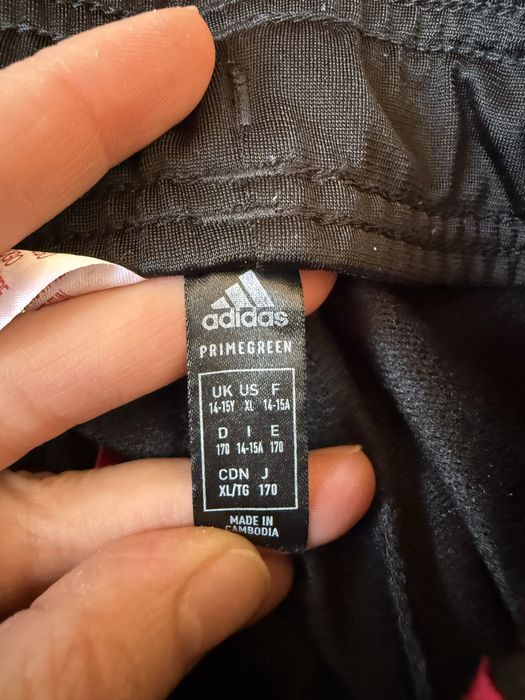 adidas
PRIMEGREEN
UK US F
14-15Y XL 14-15A
D I E
170 14-15A 170
CDN J
XL/TG 170
MADE IN
CAMBODIA